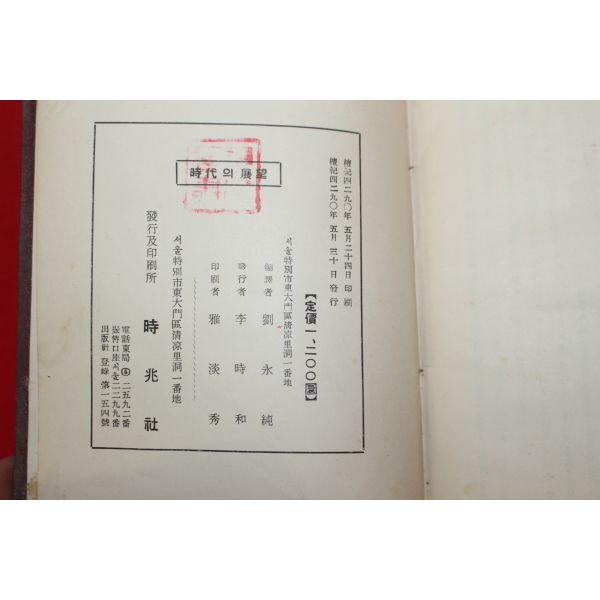 檀記四二九〇年 五月二十四日 印刷
檀記四二九〇年 五月 三十日 發行
【定價一、二〇〇圜】
時代의 展望
서울特別市東大門區淸凉里洞一番地
編譯者 劉永純
發行者 李時和
印刷者 雅淡秀
서울特別市東大門區淸凉里洞一番地
發行及印刷所 時兆社
電話東局⑤二五九二番
振替口座서울二二九九番
出版社 登錄 第一五四號